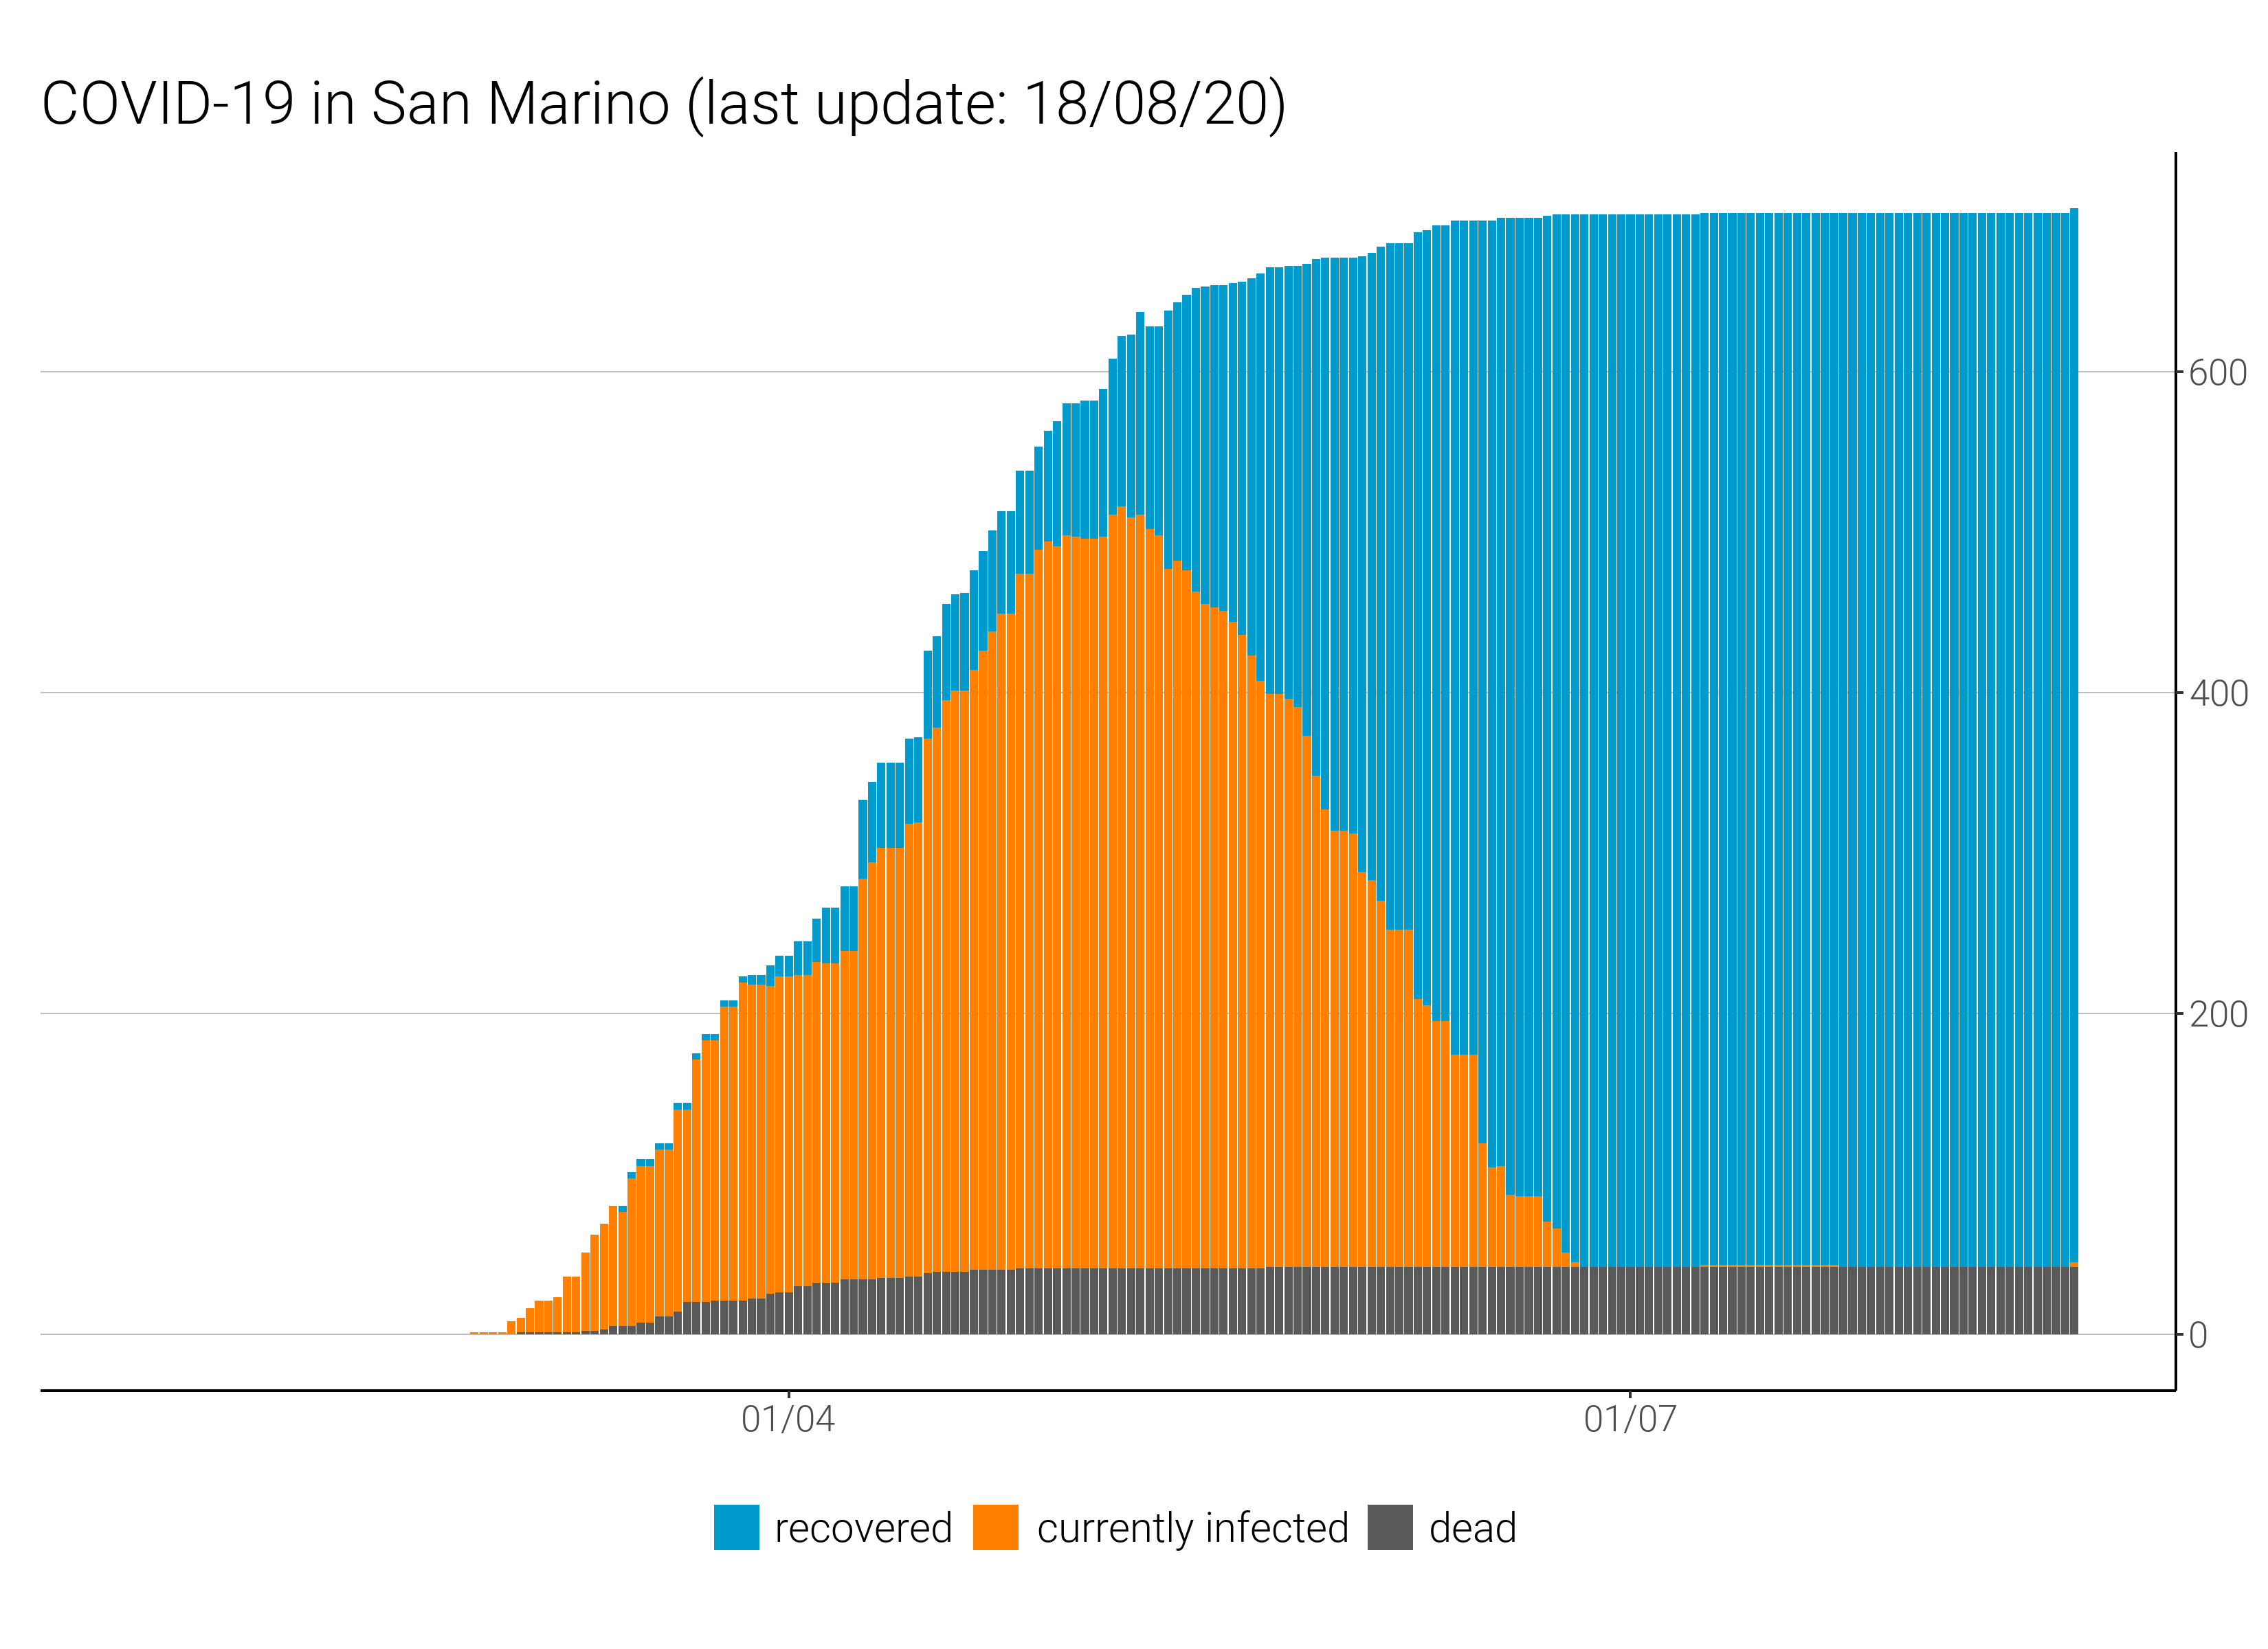 COVID-19 in San Marino (last update: 18/08/20)
600
400
200
0
01/04 01/07
recovered currently infected dead